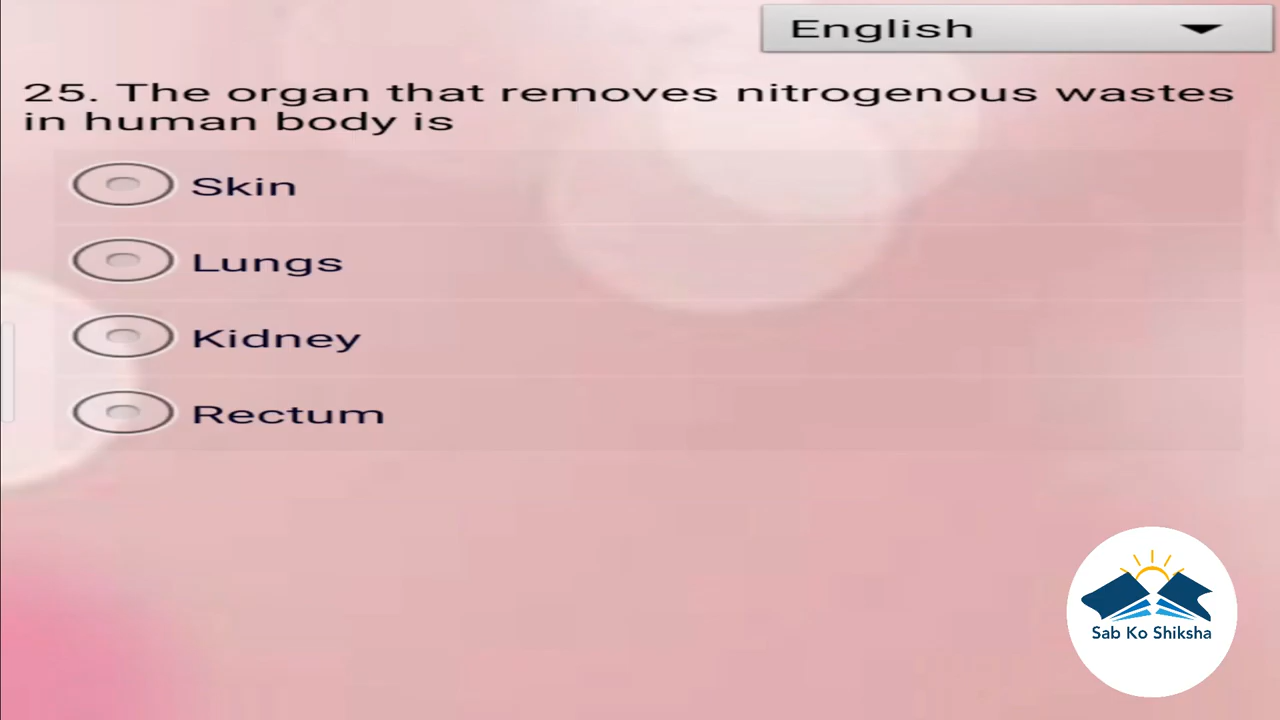 English
25. The organ that removes nitrogenous wastes
in human body is
Skin
Lungs
Kidney
Rectum
Sab Ko Shiksha